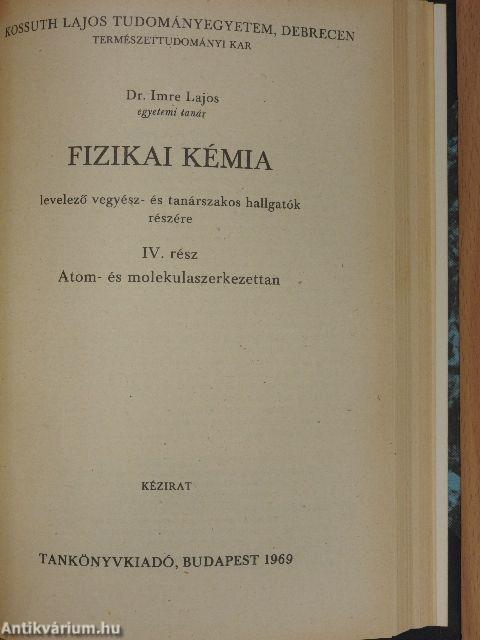 KOSSUTH LAJOS TUDOMÁNYEGYETEM, DEBRECEN
TERMÉSZETTUDOMÁNYI KAR
Dr. Imre Lajos
egyetemi tanár
FIZIKAI KÉMIA
levelező vegyész- és tanárszakos hallgatók
részére
IV. rész
Atom- és molekulaszerkezettan
KÉZIRAT
TANKÖNYVKIADÓ, BUDAPEST 1969
Antikvárium.hu